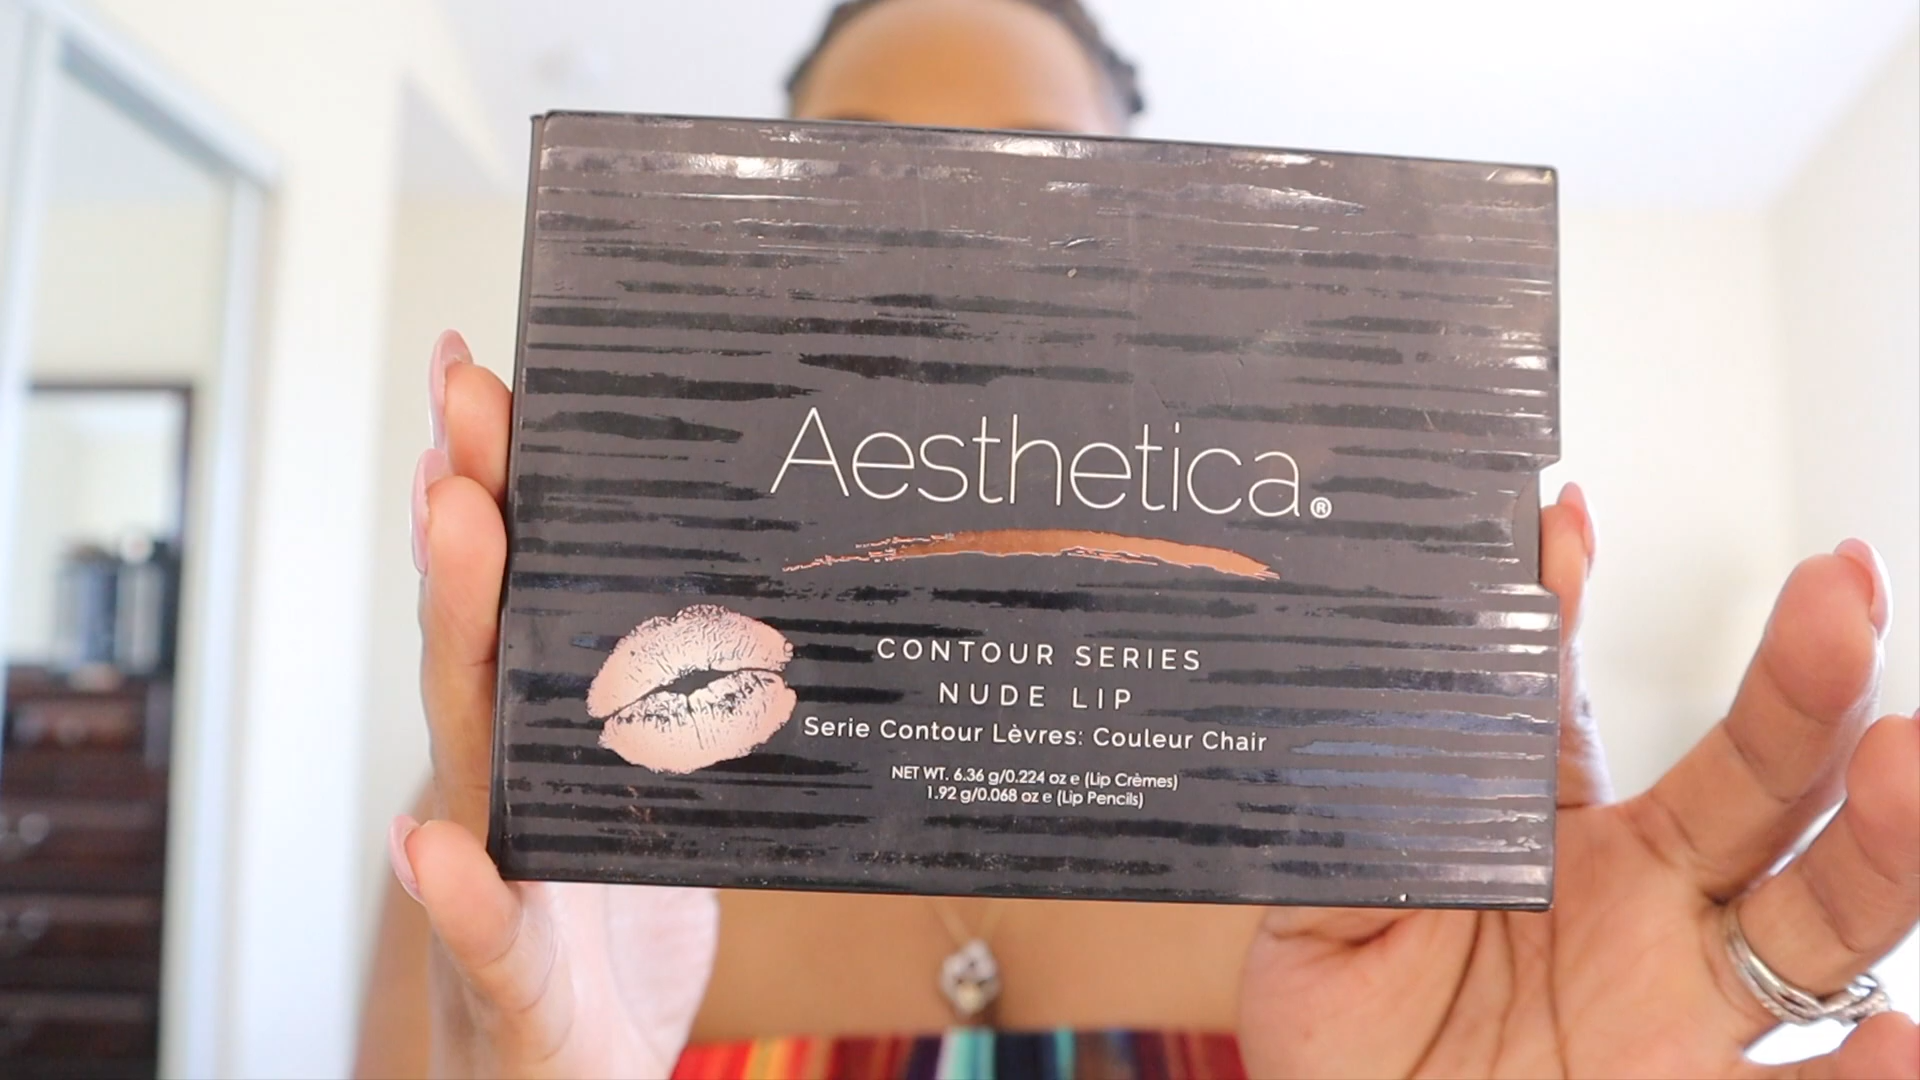 Aesthetica®
CONTOUR SERIES
NUDE LIP
Serie Contour Lèvres: Couleur Chair
NET WT. 6.36 g/0.224 oz e (Lip Crèmes)
1.92 g/0.068 oz e (Lip Pencils)